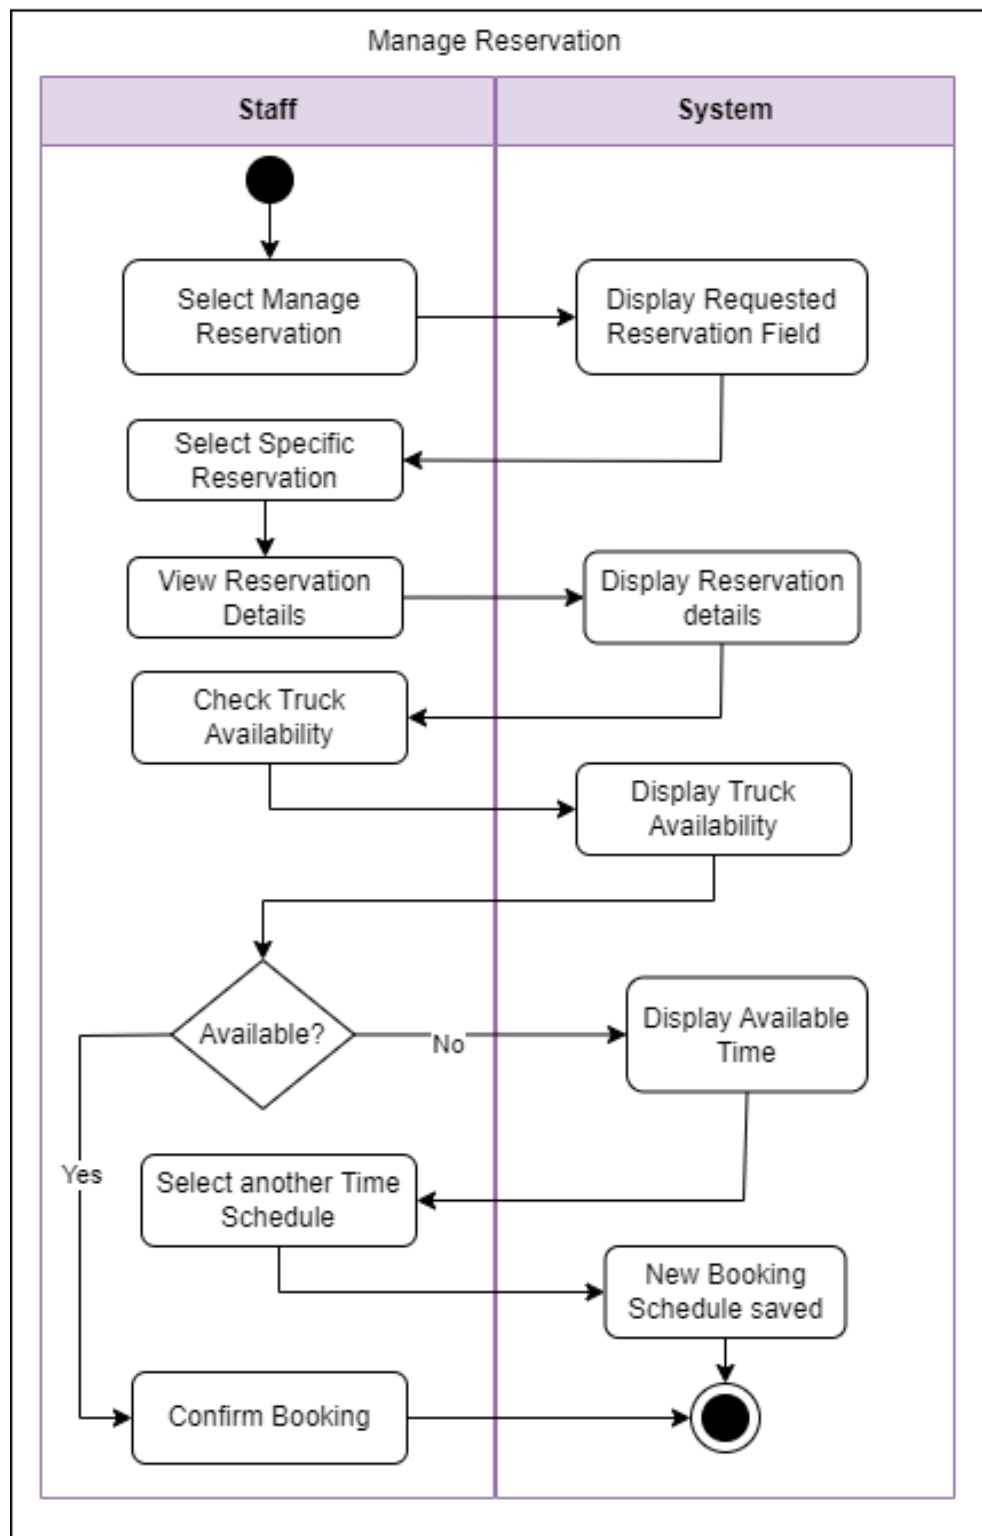 Manage Reservation
Staff
System
Select Manage
Reservation
Display Requested
Reservation Field
Select Specific
Reservation
View Reservation
Details
Display Reservation
details
Check Truck
Availability
Display Truck
Availability
Available?
No
Display Available
Time
Yes
Select another Time
Schedule
New Booking
Schedule saved
Confirm Booking